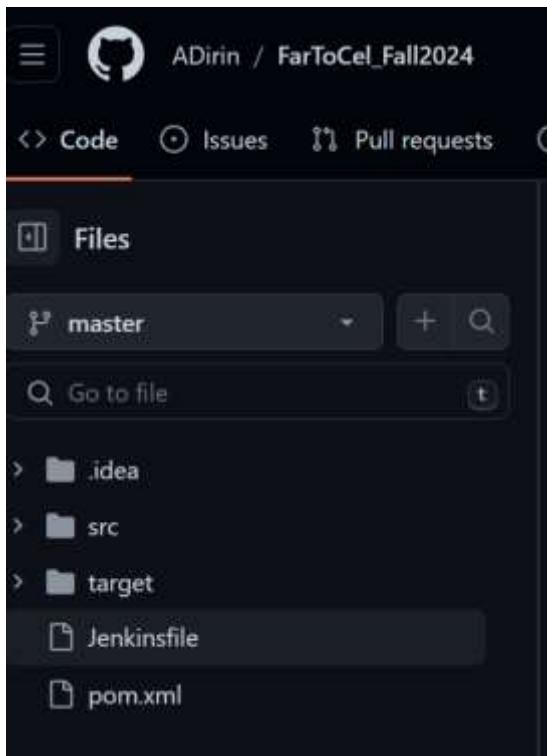 ADirin / FarToCel_Fall2024
<> Code Issues Pull requests
Files
master
Go to file t
.idea
src
target
Jenkinsfile
pom.xml